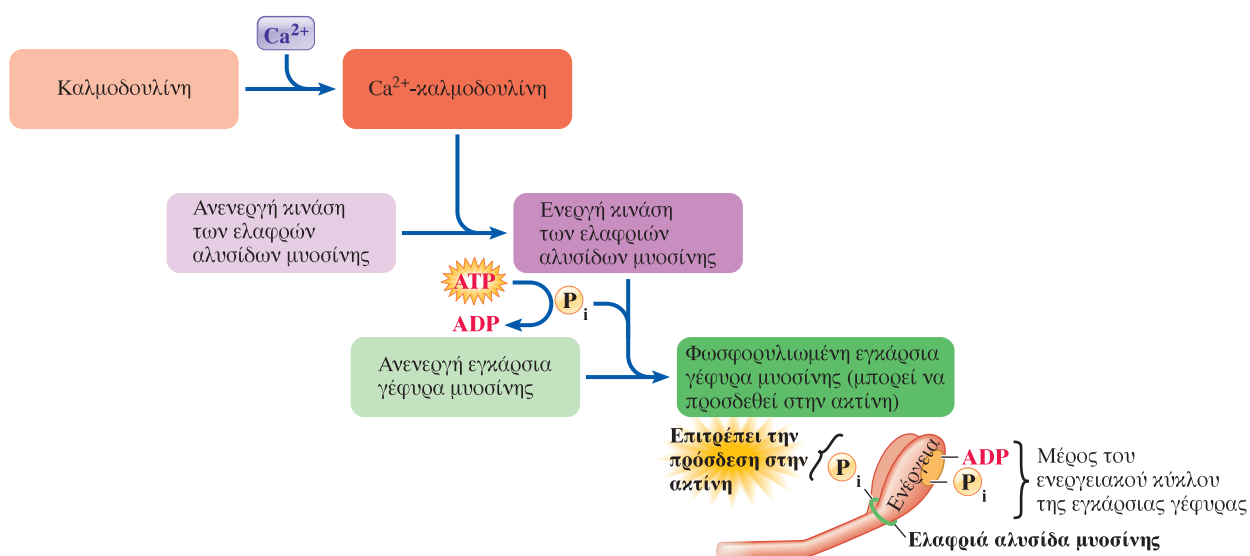 Ca²⁺
Καλμοδουλίνη
Ca²⁺-καλμοδουλίνη
Ανενεργή κινάση
των ελαφρών
αλυσίδων μυοσίνης
Ενεργή κινάση
των ελαφριών
αλυσίδων μυοσίνης
ATP
Pi
ADP
Ανενεργή εγκάρσια
γέφυρα μυοσίνης
Φωσφορυλιωμένη εγκάρσια
γέφυρα μυοσίνης (μπορεί να
προσδεθεί στην ακτίνη)
Επιτρέπει την
πρόσδεση στην
ακτίνη
Pi
Ενέργεια
ADP
Pi
Μέρος του
ενεργειακού κύκλου
της εγκάρσιας γέφυρας
Ελαφριά αλυσίδα μυοσίνης